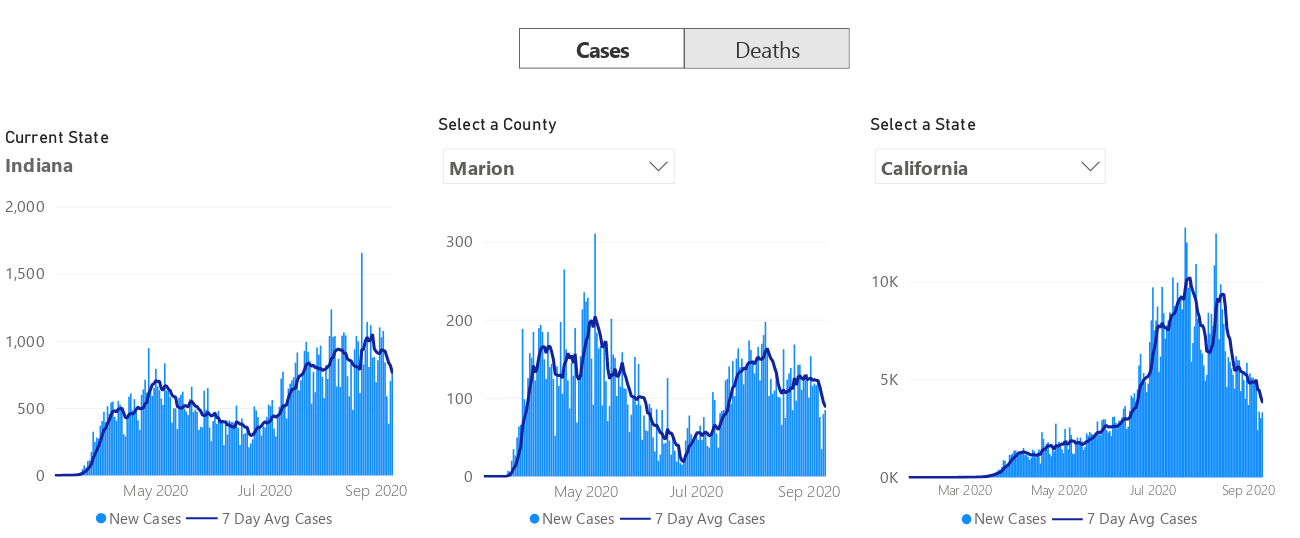 Cases Deaths
Current State
Indiana
Select a County
Marion
Select a State
California
2,000
1,500
1,000
500
0
May 2020 Jul 2020 Sep 2020
New Cases 7 Day Avg Cases
300
200
100
0
May 2020 Jul 2020 Sep 2020
New Cases 7 Day Avg Cases
10K
5K
0K
Mar 2020 May 2020 Jul 2020 Sep 2020
New Cases 7 Day Avg Cases